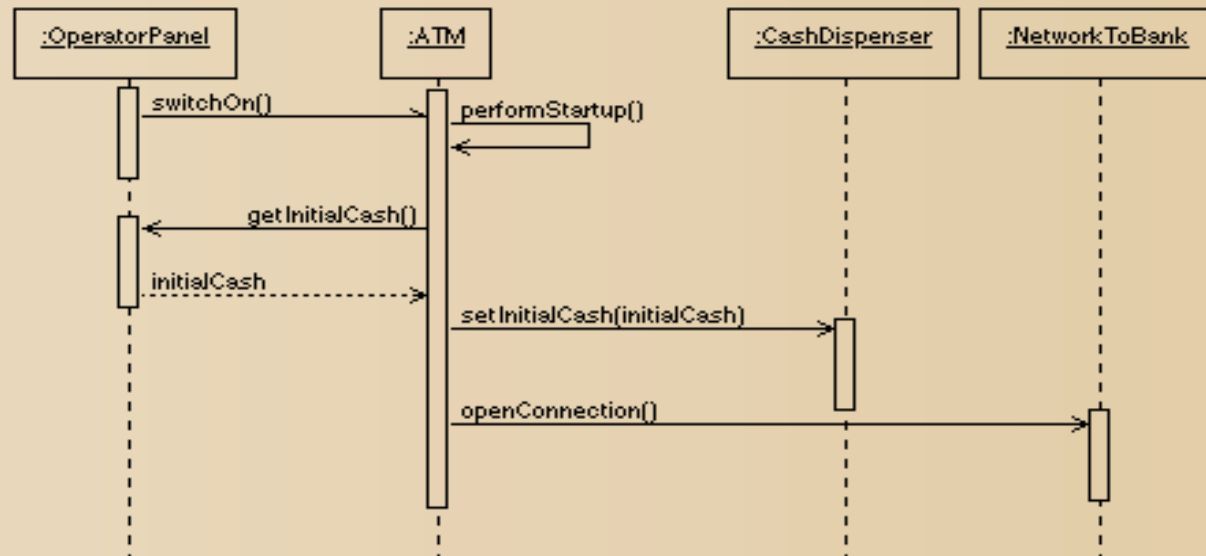 :OperatorPanel
:ATM
:CashDispenser
:NetworkToBank
switchOn()
performStartup()
getInitialCash()
initialCash
setInitialCash(initialCash)
openConnection()